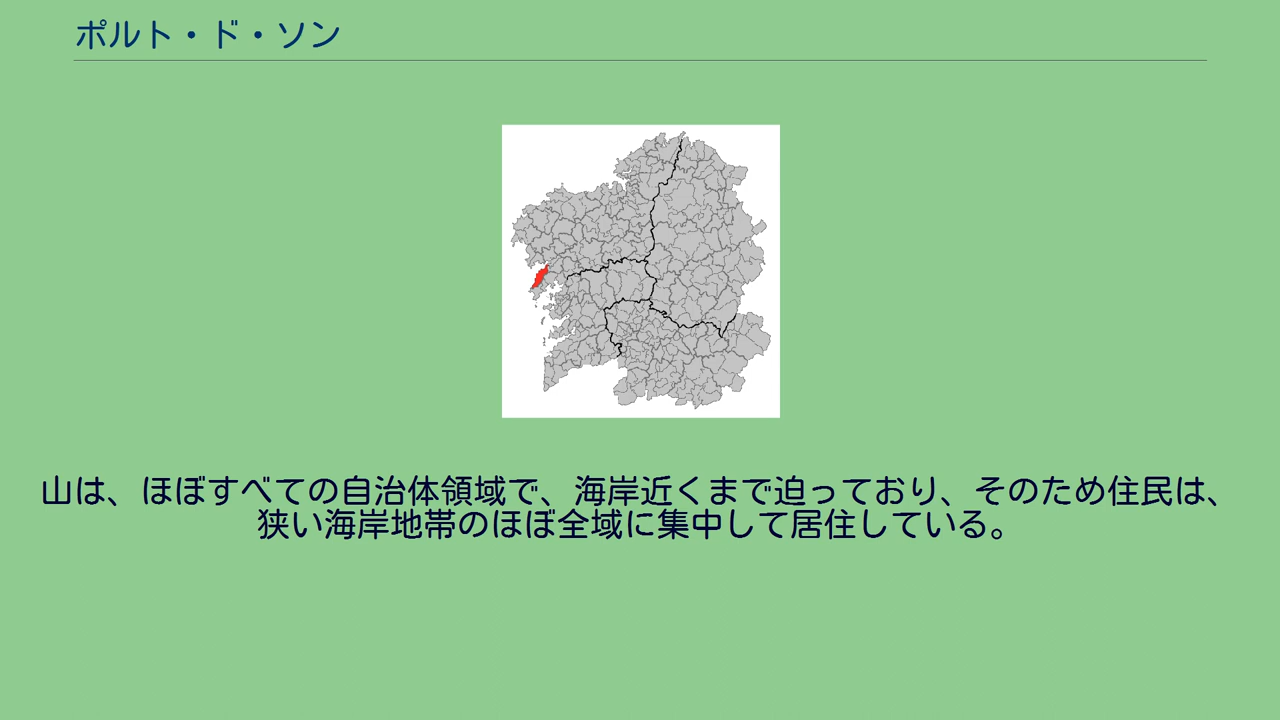 ポルト・ド・ソン
山は、ほぼすべての自治体領域で、海岸近くまで迫っており、そのため住民は、
狭い海岸地帯のほぼ全域に集中して居住している。